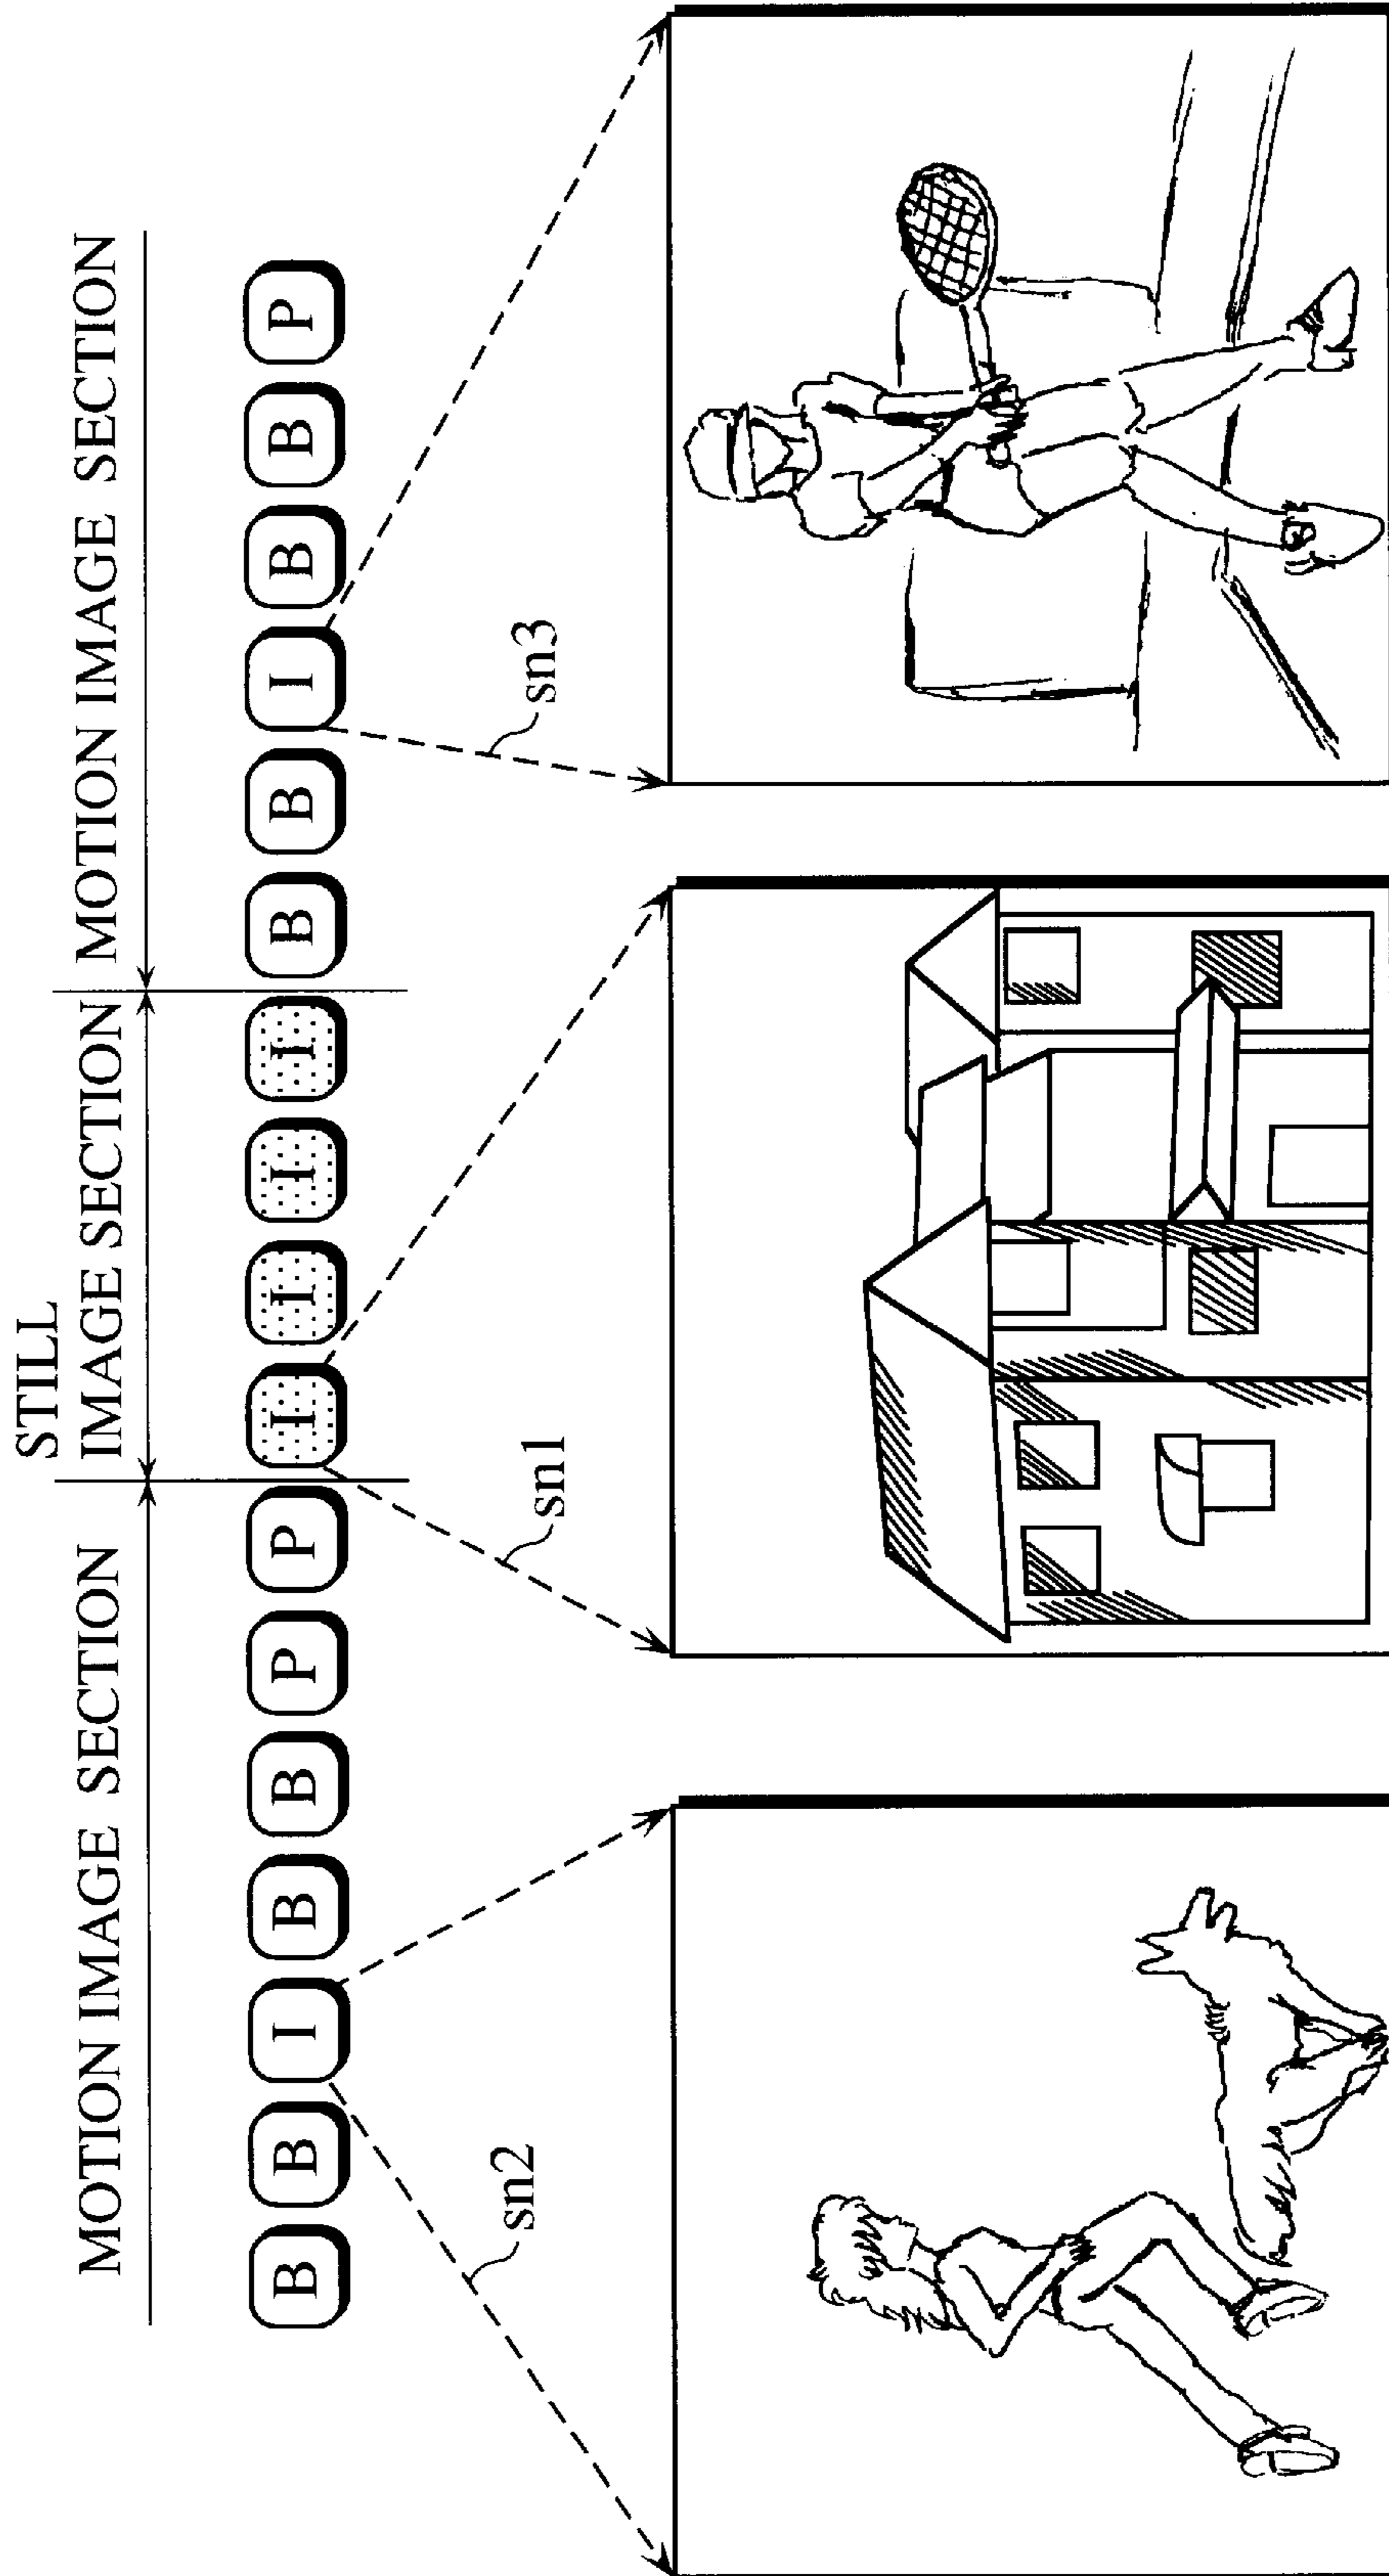 STILL
MOTION IMAGE SECTION IMAGE SECTION MOTION IMAGE SECTION
B B I B B P P I I I I B B I B B P
sn2 sn1 sn3